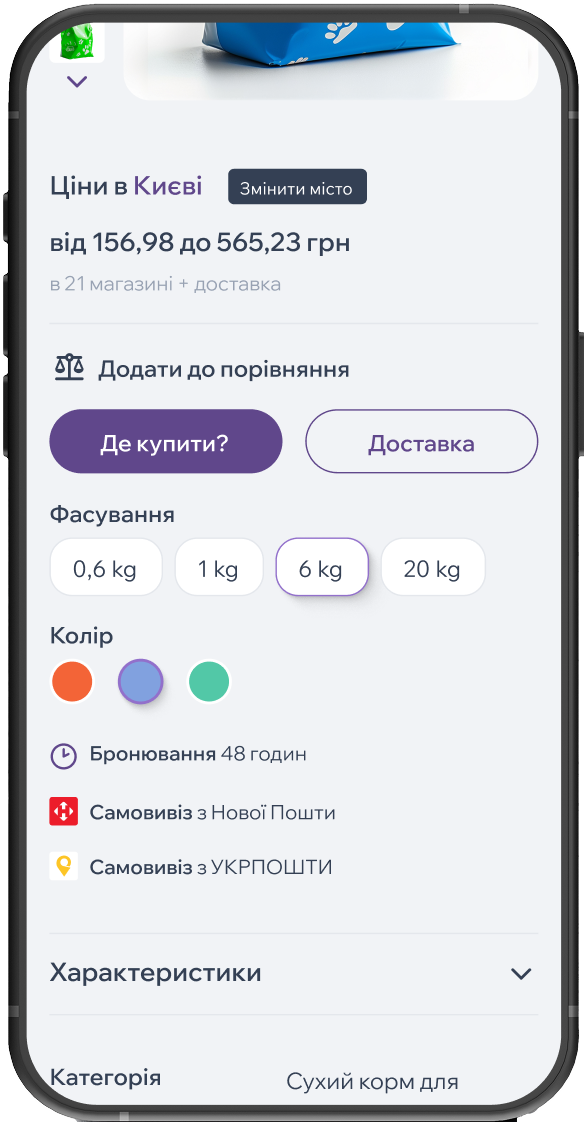 Ціни в Києві
Змінити місто
від 156,98 до 565,23 грн
в 21 магазині + доставка
Додати до порівняння
Де купити?
Доставка
Фасування
0,6 kg
1 kg
6 kg
20 kg
Колір
Бронювання 48 годин
Самовивіз з Нової Пошти
Самовивіз з УКРПОШТИ
Характеристики
Категорія
Сухий корм для